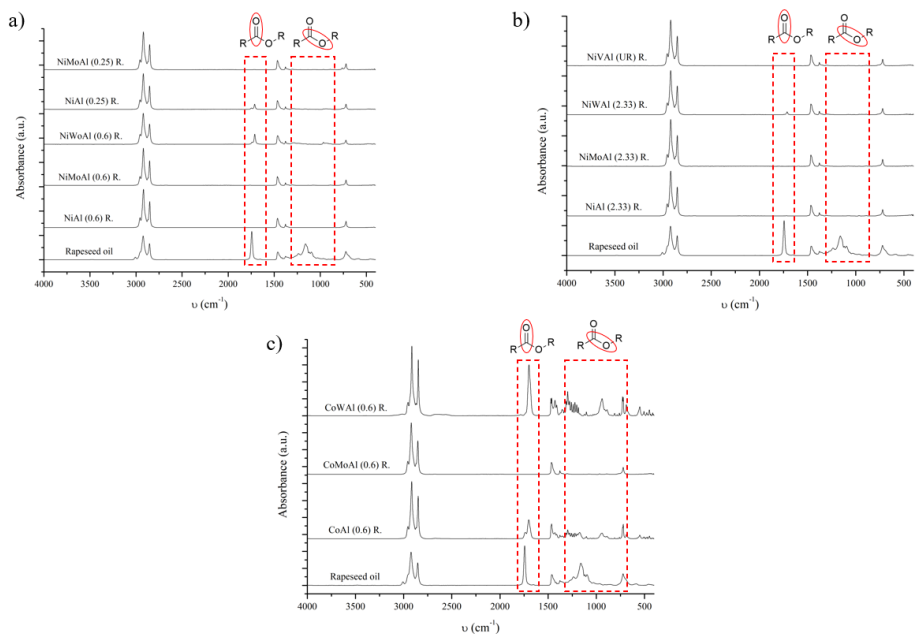 a)
O
R
O
R
O
R
O
R
NiMoAl (0.25) R.
NiAl (0.25) R.
NiWoAl (0.6) R.
NiMoAl (0.6) R.
NiAl (0.6) R.
Rapeseed oil
Absorbance (a.u.)
4000 3500 3000 2500 2000 1500 1000 500
υ (cm⁻¹)
b)
O
R
O
R
O
R
O
R
NiVAl (UR) R.
NiWAl (2.33) R.
NiMoAl (2.33) R.
NiAl (2.33) R.
Rapeseed oil
Absorbance (a.u.)
4000 3500 3000 2500 2000 1500 1000 500
υ (cm⁻¹)
c)
O
R
O
R
O
R
O
R
CoWAl (0.6) R.
CoMoAl (0.6) R.
CoAl (0.6) R.
Rapeseed oil
Absorbance (a.u.)
4000 3500 3000 2500 2000 1500 1000 500
υ (cm⁻¹)